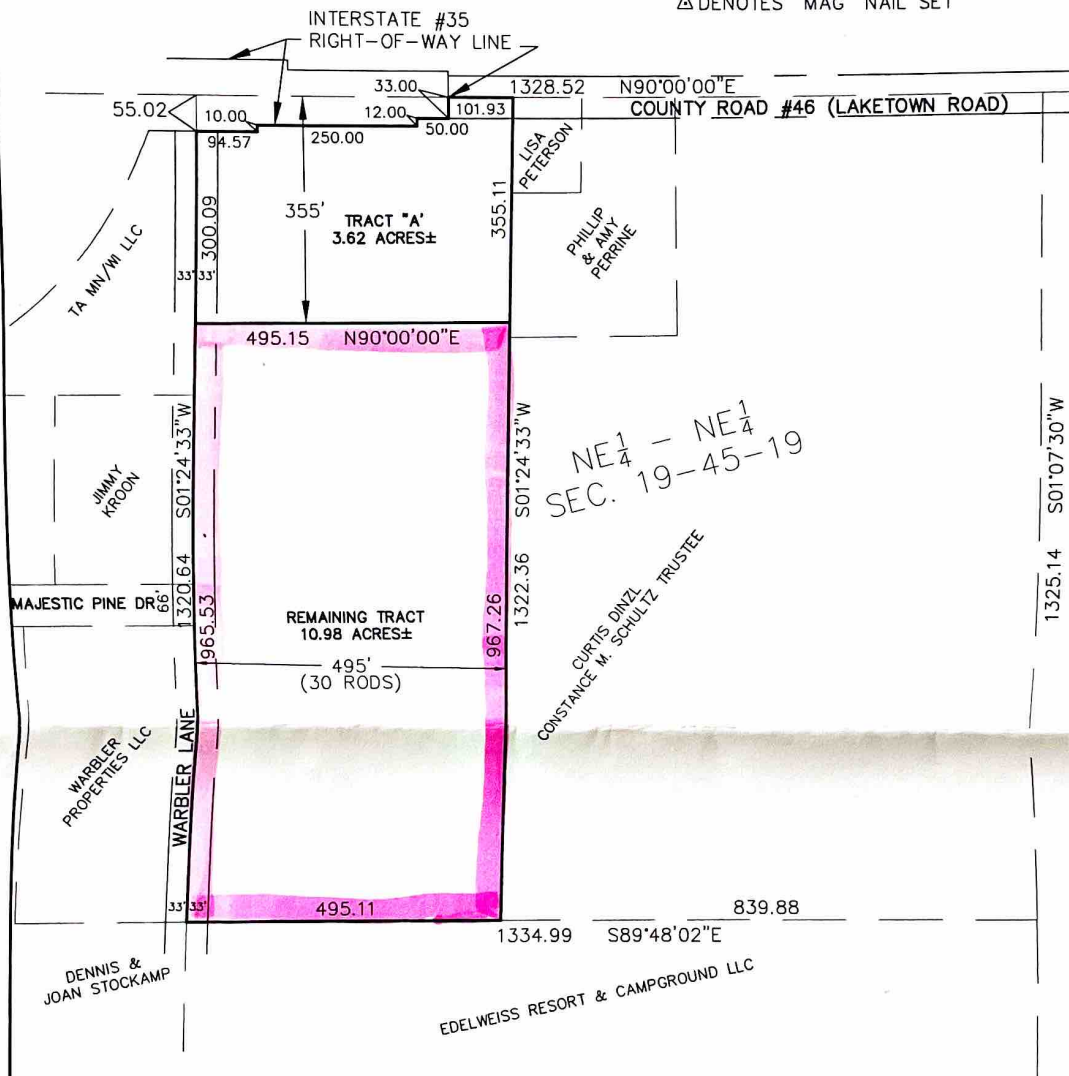 △ DENOTES "MAG" NAIL SET
INTERSTATE #35
RIGHT-OF-WAY LINE
33.00
1328.52 N90°00'00"E
COUNTY ROAD #46 (LAKETOWN ROAD)
55.02
10.00
12.00
101.93
94.57
250.00
50.00
LISA
PETERSON
355'
TRACT "A'
3.62 ACRES±
300.09
355.11
PHILLIP
& AMY
PERRINE
TA MN/WI LLC
33' 33'
495.15 N90°00'00"E
JIMMY
KROON
S01°24'33"W
1320.64
S01°24'33"W
1322.36
NE 1/4 - NE 1/4
SEC. 19-45-19
S01°07'30"W
1325.14
MAJESTIC PINE DR
66'
965.53
REMAINING TRACT
10.98 ACRES±
495'
(30 RODS)
967.26
CURTIS DINZL
CONSTANCE M. SCHULTZ TRUSTEE
WARBLER
PROPERTIES LLC
WARBLER LANE
33' 33'
495.11
839.88
1334.99 S89°48'02"E
DENNIS &
JOAN STOCKAMP
EDELWEISS RESORT & CAMPGROUND LLC